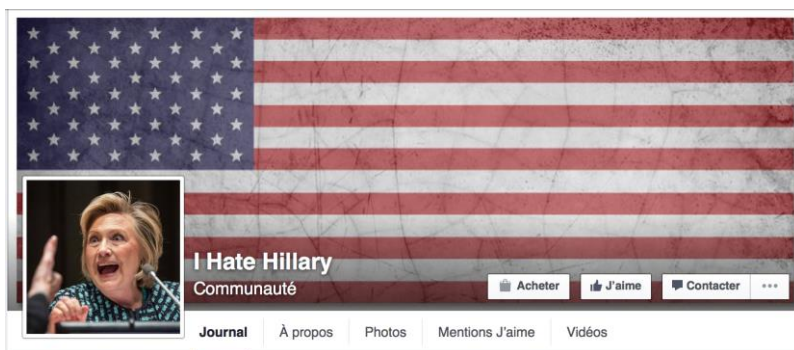 I Hate Hillary
Communauté
Acheter J'aime Contacter
Journal À propos Photos Mentions J'aime Vidéos